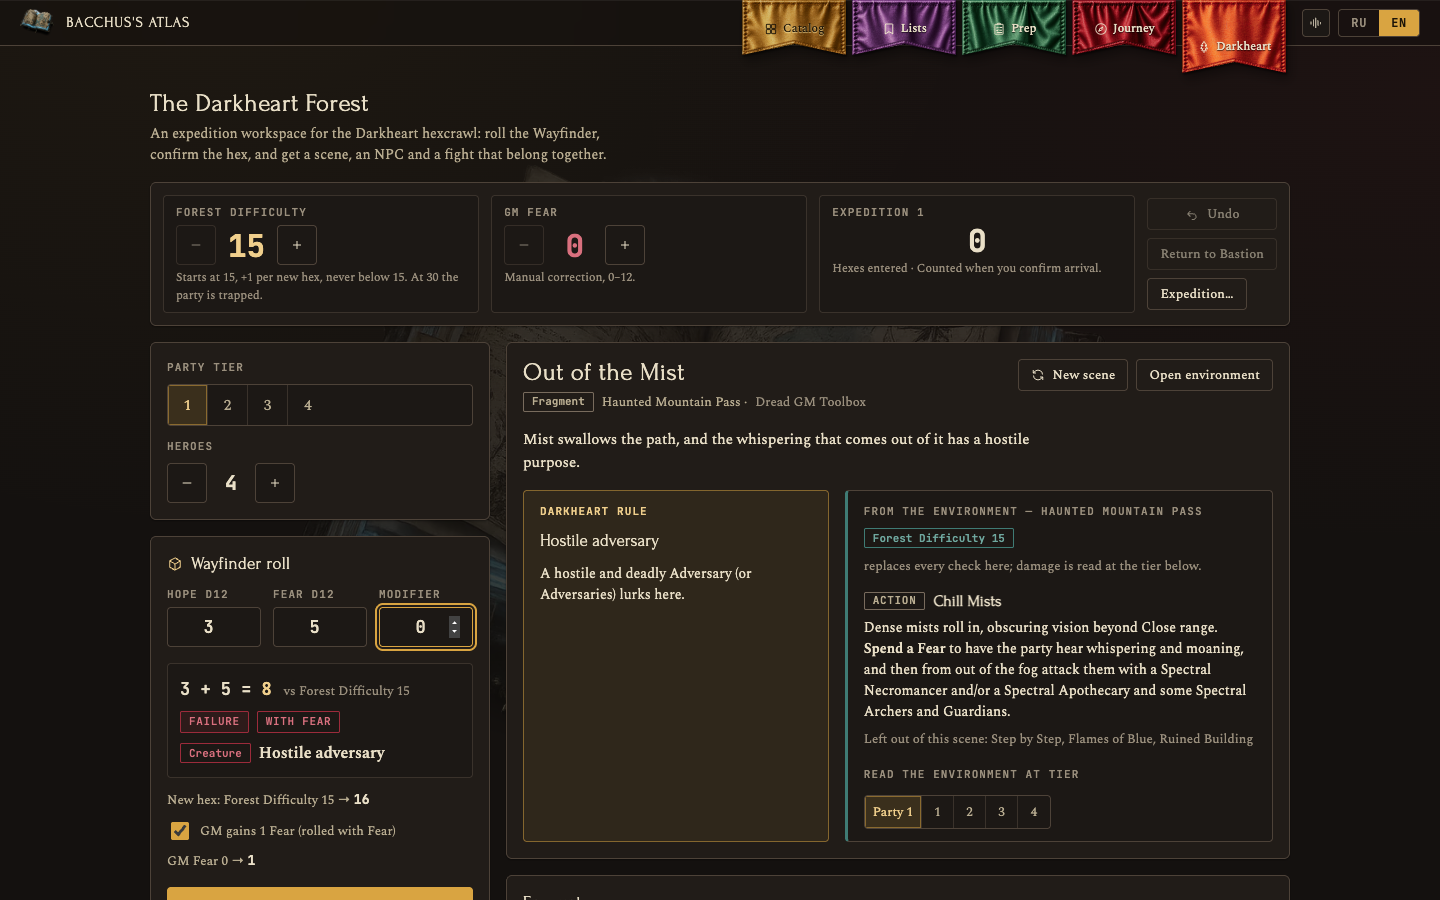 BACCHUS'S ATLAS
Catalog
Lists
Prep
Journey
Darkheart
RU
EN
The Darkheart Forest
An expedition workspace for the Darkheart hexcrawl: roll the Wayfinder,
confirm the hex, and get a scene, an NPC and a fight that belong together.
FOREST DIFFICULTY
− 15 +
Starts at 15, +1 per new hex, never below 15. At 30 the
party is trapped.
GM FEAR
− 0 +
Manual correction, 0–12.
EXPEDITION 1
0
Hexes entered · Counted when you confirm arrival.
Undo
Return to Bastion
Expedition…
PARTY TIER
1 2 3 4
HEROES
− 4 +
Wayfinder roll
HOPE D12 FEAR D12 MODIFIER
3 5 0
3 + 5 = 8 vs Forest Difficulty 15
FAILURE WITH FEAR
Creature Hostile adversary
New hex: Forest Difficulty 15 → 16
GM gains 1 Fear (rolled with Fear)
GM Fear 0 → 1
Out of the Mist
New scene
Open environment
Fragment Haunted Mountain Pass · Dread GM Toolbox
Mist swallows the path, and the whispering that comes out of it has a hostile
purpose.
DARKHEART RULE
Hostile adversary
A hostile and deadly Adversary (or
Adversaries) lurks here.
FROM THE ENVIRONMENT — HAUNTED MOUNTAIN PASS
Forest Difficulty 15
replaces every check here; damage is read at the tier below.
ACTION Chill Mists
Dense mists roll in, obscuring vision beyond Close range.
Spend a Fear to have the party hear whispering and moaning,
and then from out of the fog attack them with a Spectral
Necromancer and/or a Spectral Apothecary and some Spectral
Archers and Guardians.
Left out of this scene: Step by Step, Flames of Blue, Ruined Building
READ THE ENVIRONMENT AT TIER
Party 1 1 2 3 4